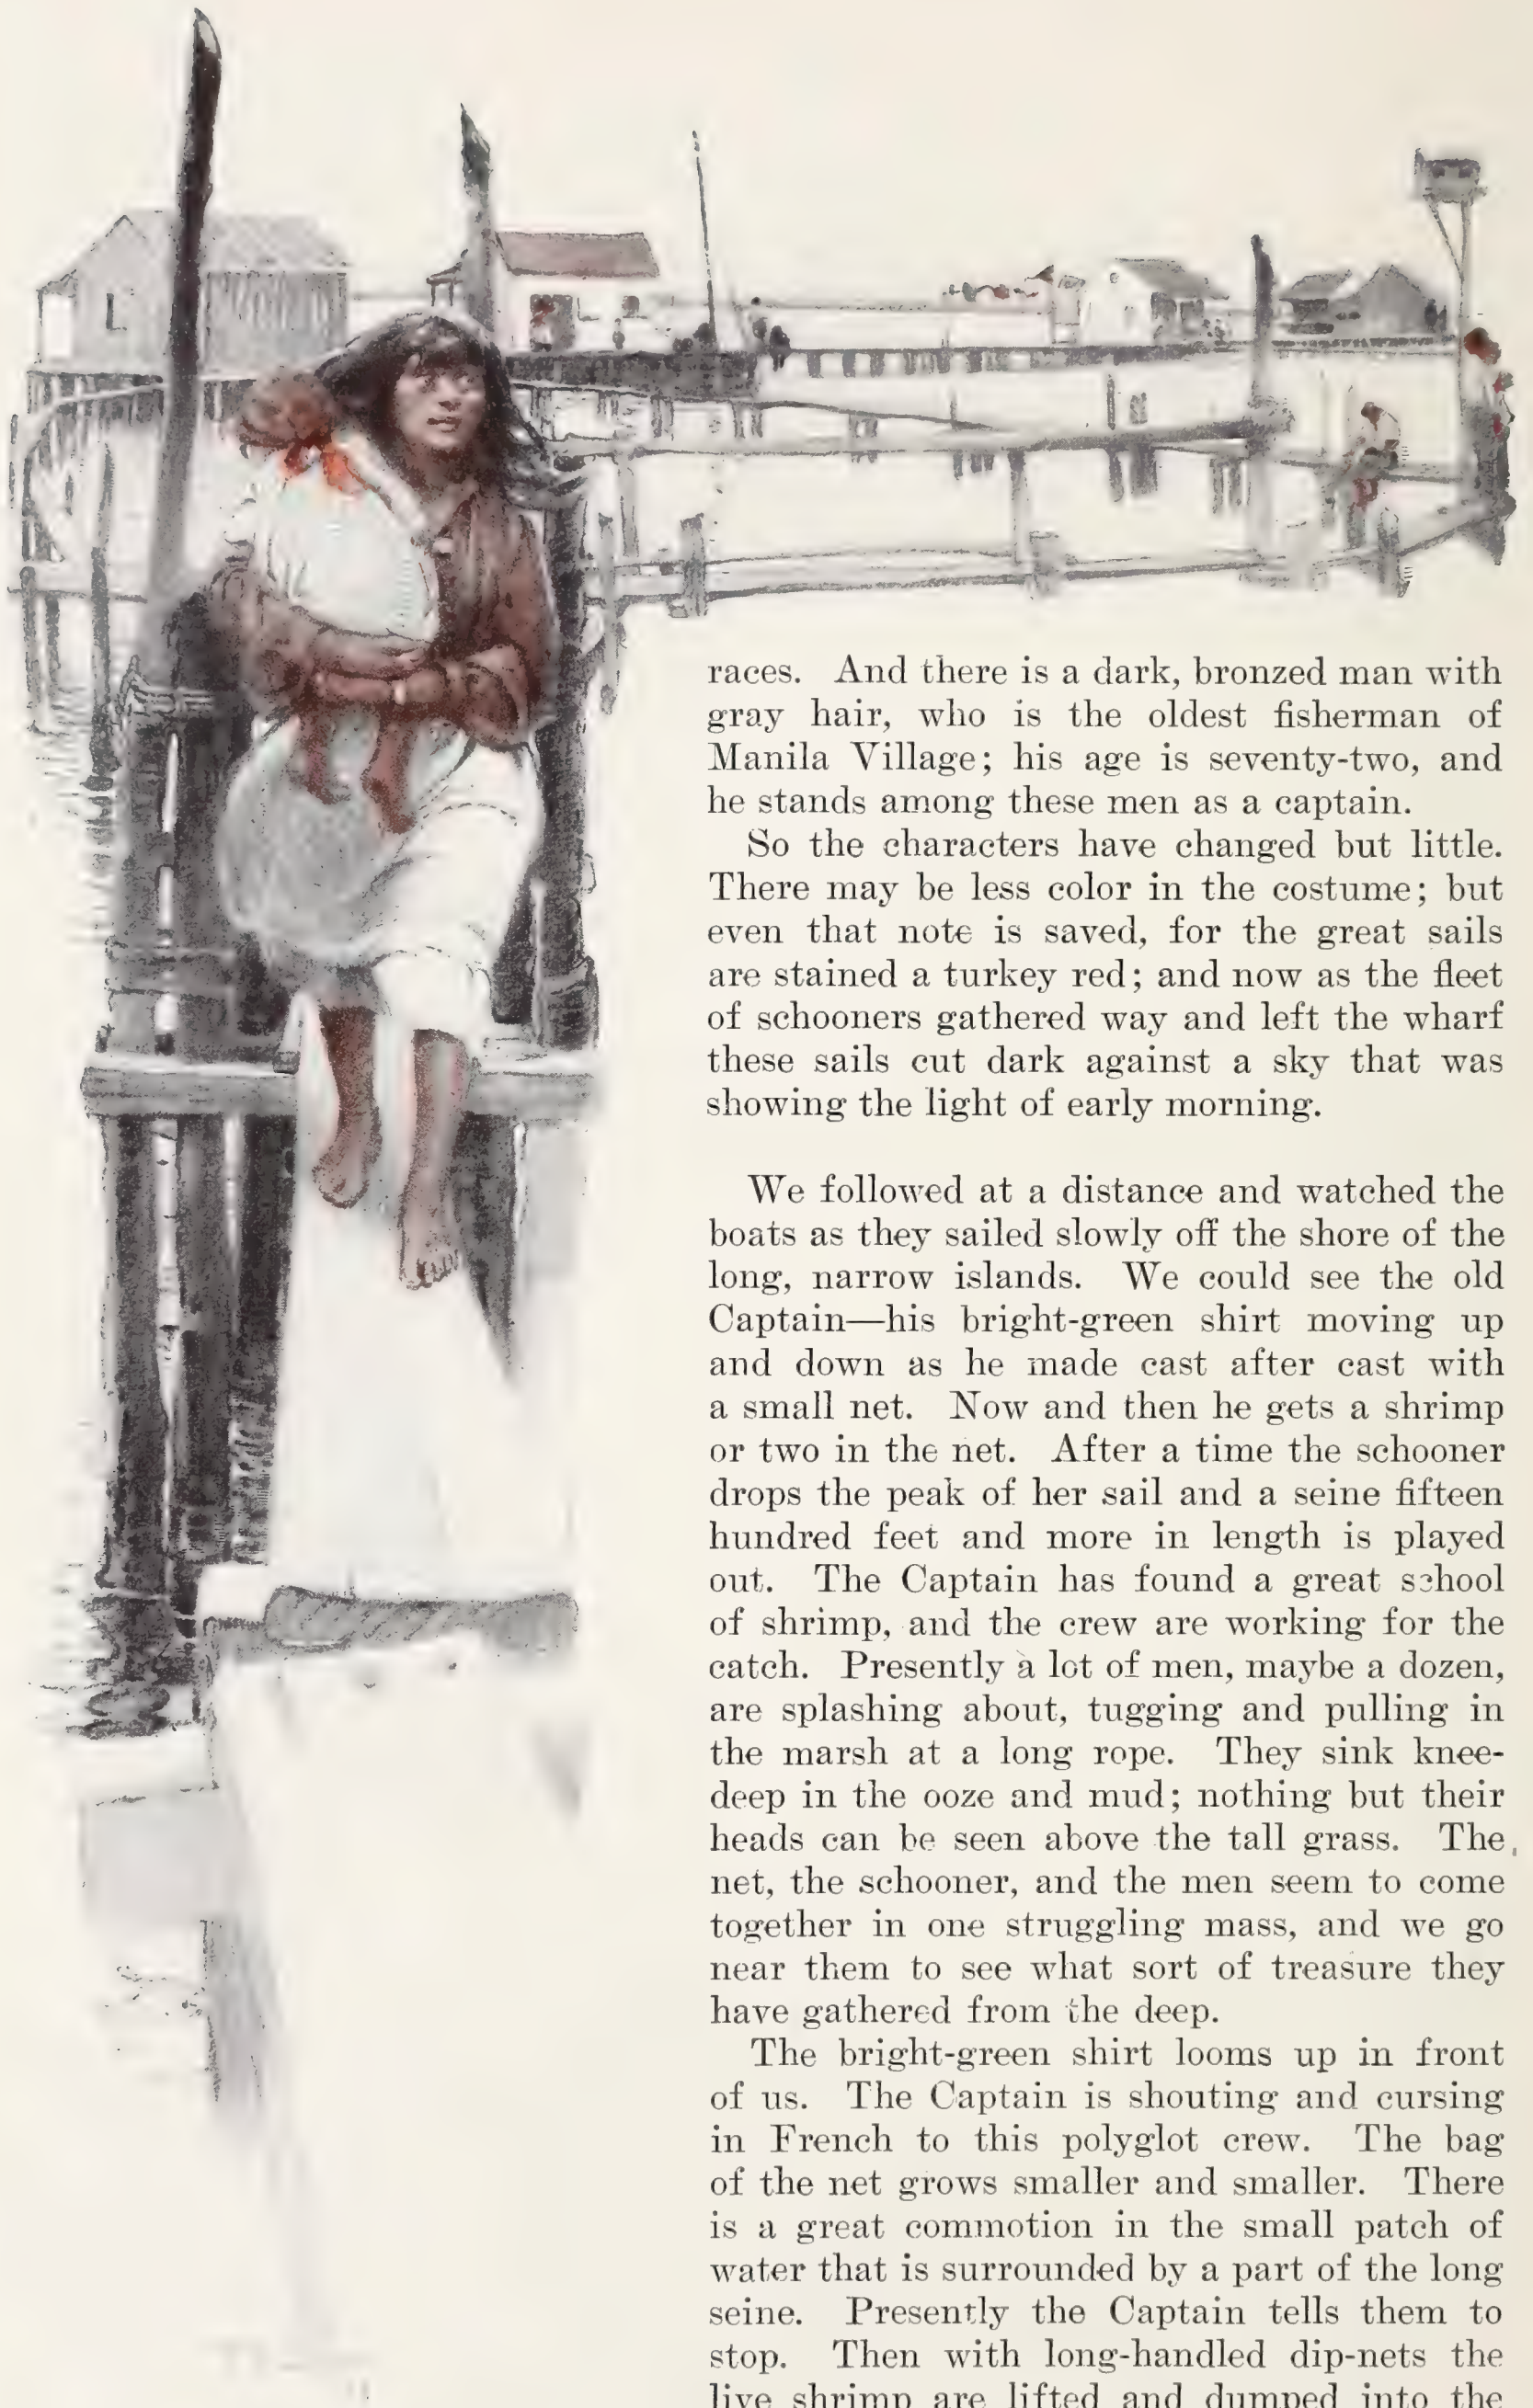 races. And there is a dark, bronzed man with
gray hair, who is the oldest fisherman of
Manila Village; his age is seventy-two, and
he stands among these men as a captain.
So the characters have changed but little.
There may be less color in the costume; but
even that note is saved, for the great sails
are stained a turkey red; and now as the fleet
of schooners gathered way and left the wharf
these sails cut dark against a sky that was
showing the light of early morning.
We followed at a distance and watched the
boats as they sailed slowly off the shore of the
long, narrow islands. We could see the old
Captain—his bright-green shirt moving up
and down as he made cast after cast with
a small net. Now and then he gets a shrimp
or two in the net. After a time the schooner
drops the peak of her sail and a seine fifteen
hundred feet and more in length is played
out. The Captain has found a great school
of shrimp, and the crew are working for the
catch. Presently a lot of men, maybe a dozen,
are splashing about, tugging and pulling in
the marsh at a long rope. They sink knee-
deep in the ooze and mud; nothing but their
heads can be seen above the tall grass. The
net, the schooner, and the men seem to come
together in one struggling mass, and we go
near them to see what sort of treasure they
have gathered from the deep.
The bright-green shirt looms up in front
of us. The Captain is shouting and cursing
in French to this polyglot crew. The bag
of the net grows smaller and smaller. There
is a great commotion in the small patch of
water that is surrounded by a part of the long
seine. Presently the Captain tells them to
stop. Then with long-handled dip-nets the
live shrimp are lifted and dumped into the